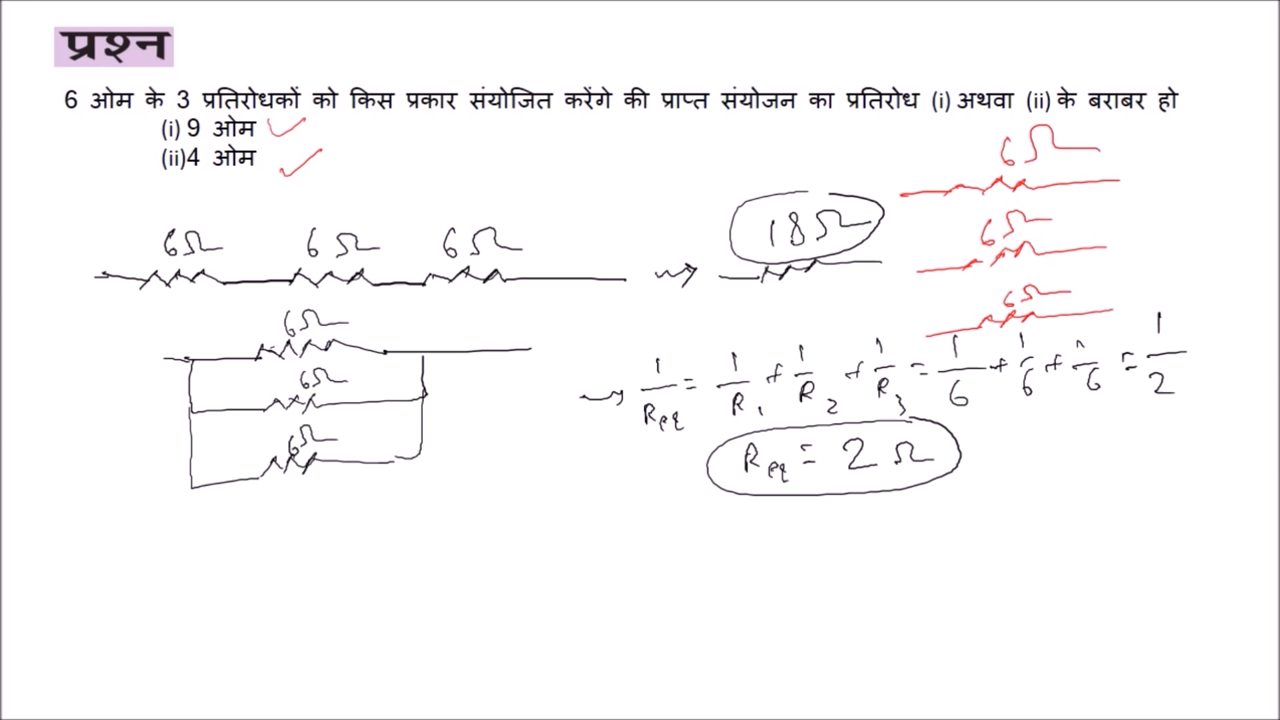 प्रश्न
6 ओम के 3 प्रतिरोधकों को किस प्रकार संयोजित करेंगे की प्राप्त संयोजन का प्रतिरोध (i) अथवा (ii) के बराबर हो
(i) 9 ओम
(ii)4 ओम
6Ω
6Ω
6Ω
6Ω 6Ω 6Ω
18Ω
6Ω
6Ω
6Ω
1/Req = 1/R1 + 1/R2 + 1/R3 = 1/6 + 1/6 + 1/6 = 1/2
Req = 2 Ω